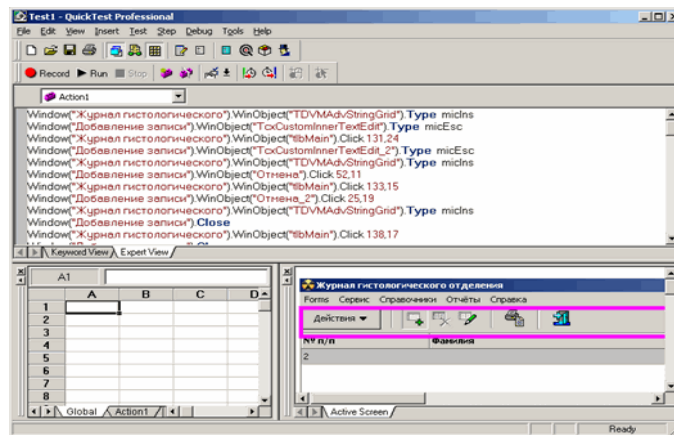 Test1 - QuickTest Professional
File Edit View Insert Test Step Debug Tools Help
Record Run Stop
Action1
Window("Журнал гистологического").WinObject("TDVMAdvStringGrid").Type micIns
Window("Добавление записи").WinObject("TcxCustomInnerTextEdit").Type micEsc
Window("Журнал гистологического").WinObject("tlbMain").Click 131,24
Window("Добавление записи").WinObject("TcxCustomInnerTextEdit_2").Type micEsc
Window("Журнал гистологического").WinObject("TDVMAdvStringGrid").Type micIns
Window("Добавление записи").WinObject("Отмена").Click 52,11
Window("Журнал гистологического").WinObject("tlbMain").Click 133,15
Window("Добавление записи").WinObject("Отмена_2").Click 25,19
Window("Журнал гистологического").WinObject("TDVMAdvStringGrid").Type micIns
Window("Добавление записи").Close
Window("Журнал гистологического").WinObject("tlbMain").Click 138,17
Keyword View Expert View
A1
A B C D
1
2
3
4
5
6
7
8
Global Action1
Журнал гистологического отделения
Forms Сервис Справочники Отчёты Справка
Действия
№ п/п Фамилия
2
Active Screen
Ready